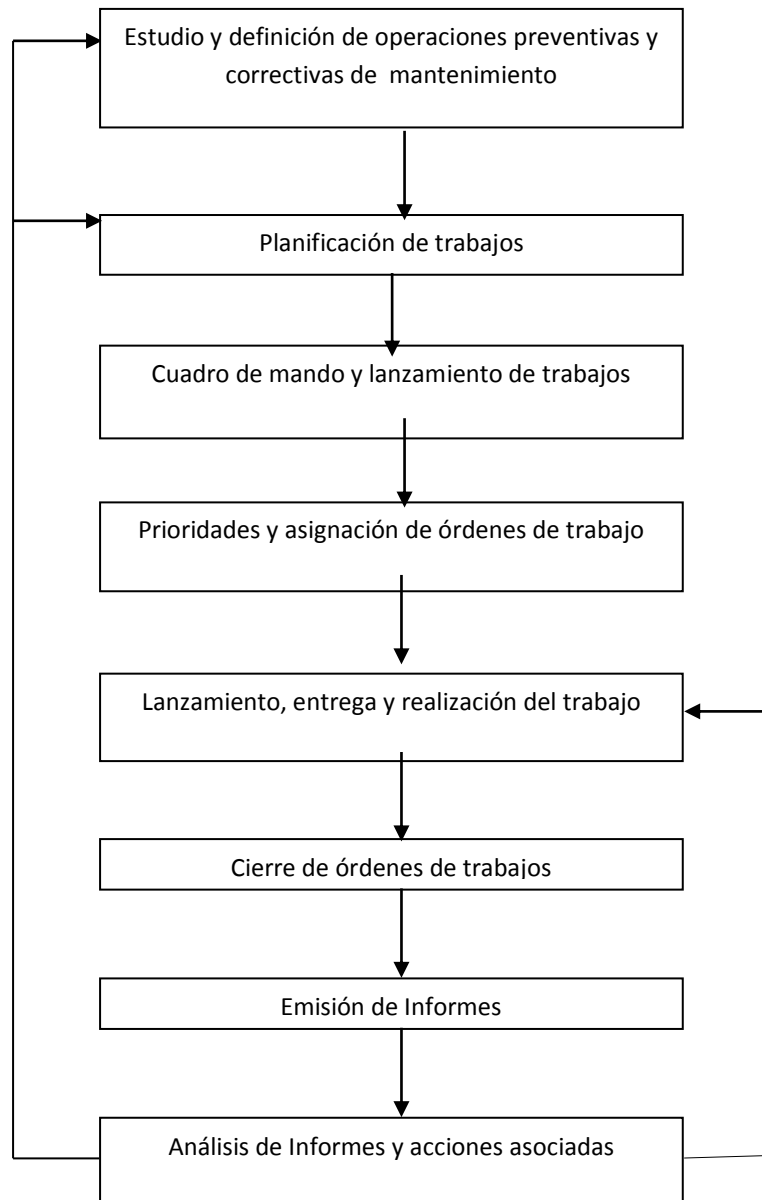 Estudio y definición de operaciones preventivas y
correctivas de  mantenimiento
Planificación de trabajos
Cuadro de mando y lanzamiento de trabajos
Prioridades y asignación de órdenes de trabajo
Lanzamiento, entrega y realización del trabajo
Cierre de órdenes de trabajos
Emisión de Informes
Análisis de Informes y acciones asociadas